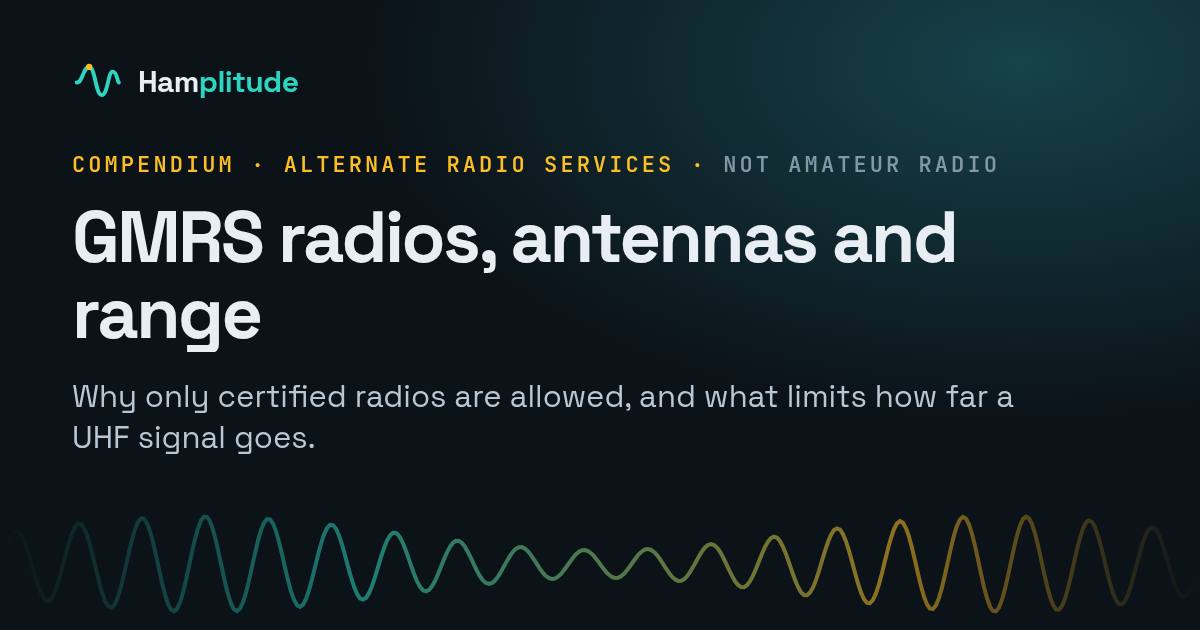 Hamplitude
COMPENDIUM · ALTERNATE RADIO SERVICES · NOT AMATEUR RADIO
GMRS radios, antennas and
range
Why only certified radios are allowed, and what limits how far a
UHF signal goes.